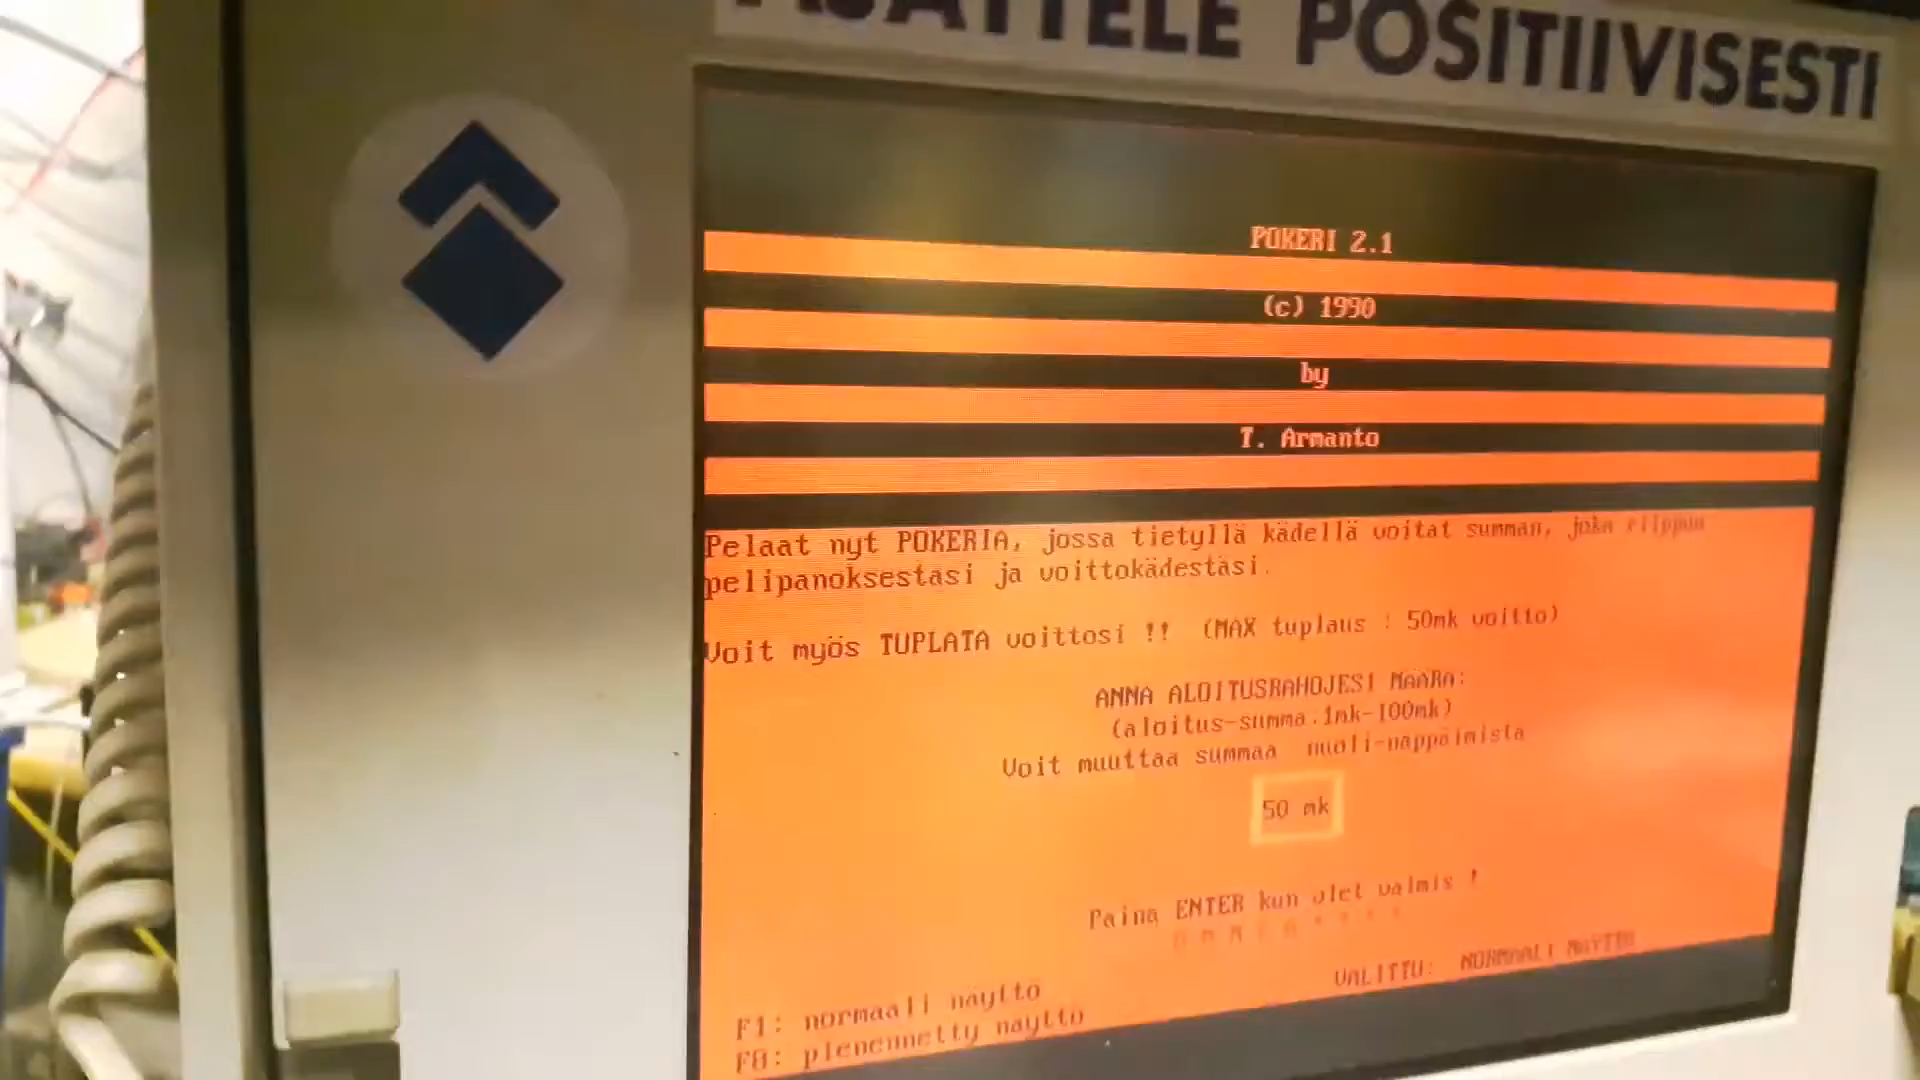 AJATTELE POSITIIVISESTI
POKERI 2.1
(c) 1990
by
T. Armanto
Pelaat nyt POKERIA, jossa tietyllä kädellä voitat summan, joka riippuu
pelipanoksestasi ja voittokädestäsi.
Voit myös TUPLATA voittosi !! (MAX tuplaus : 50mk voitto)
ANNA ALOITUSRAHOJESI MÄÄRÄ:
(aloitus-summa:1mk-100mk)
Voit muuttaa summaa nuoli-näppäimistä
50 mk
Paina ENTER kun olet valmis !
VALITTU: NORMAALI NÄYTTÖ
F1: normaali näyttö
F8: pienennetty näyttö